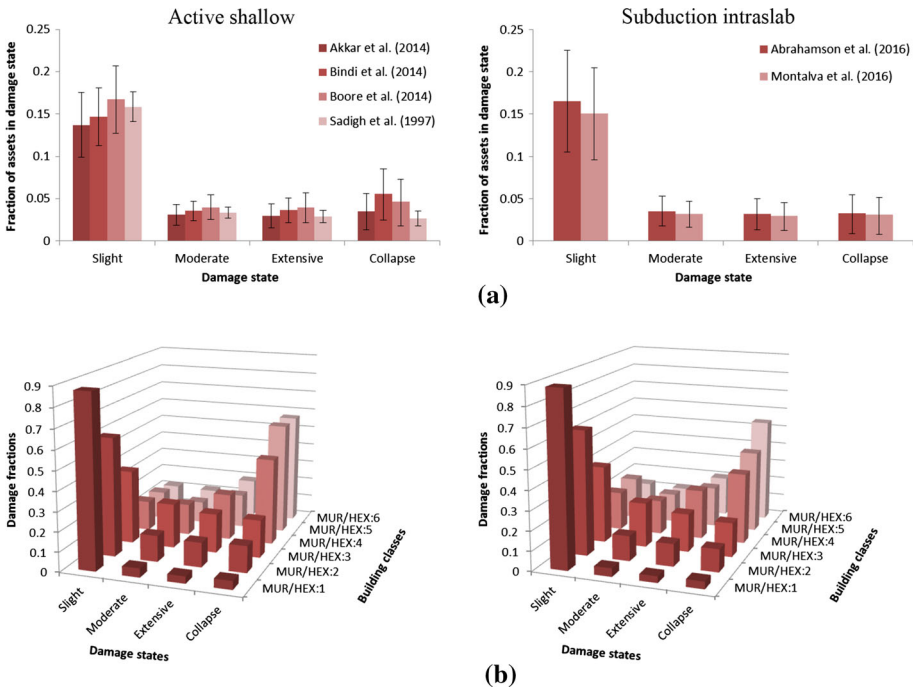 Active shallow
Subduction intraslab
Fraction of assets in damage state
0.25
0.2
0.15
0.1
0.05
0
Akkar et al. (2014)
Bindi et al. (2014)
Boore et al. (2014)
Sadigh et al. (1997)
Slight
Moderate
Extensive
Collapse
Damage state
Fraction of assets in damage state
0.25
0.2
0.15
0.1
0.05
0
Abrahamson et al. (2016)
Montalva et al. (2016)
Slight
Moderate
Extensive
Collapse
Damage state
(a)
Damage fractions
0.9
0.8
0.7
0.6
0.5
0.4
0.3
0.2
0.1
0
MUR/HEX:6
MUR/HEX:5
MUR/HEX:4
MUR/HEX:3
MUR/HEX:2
MUR/HEX:1
Building classes
Slight
Moderate
Extensive
Collapse
Damage states
Damage fractions
0.9
0.8
0.7
0.6
0.5
0.4
0.3
0.2
0.1
0
MUR/HEX:6
MUR/HEX:5
MUR/HEX:4
MUR/HEX:3
MUR/HEX:2
MUR/HEX:1
Building classes
Slight
Moderate
Extensive
Collapse
Damage states
(b)